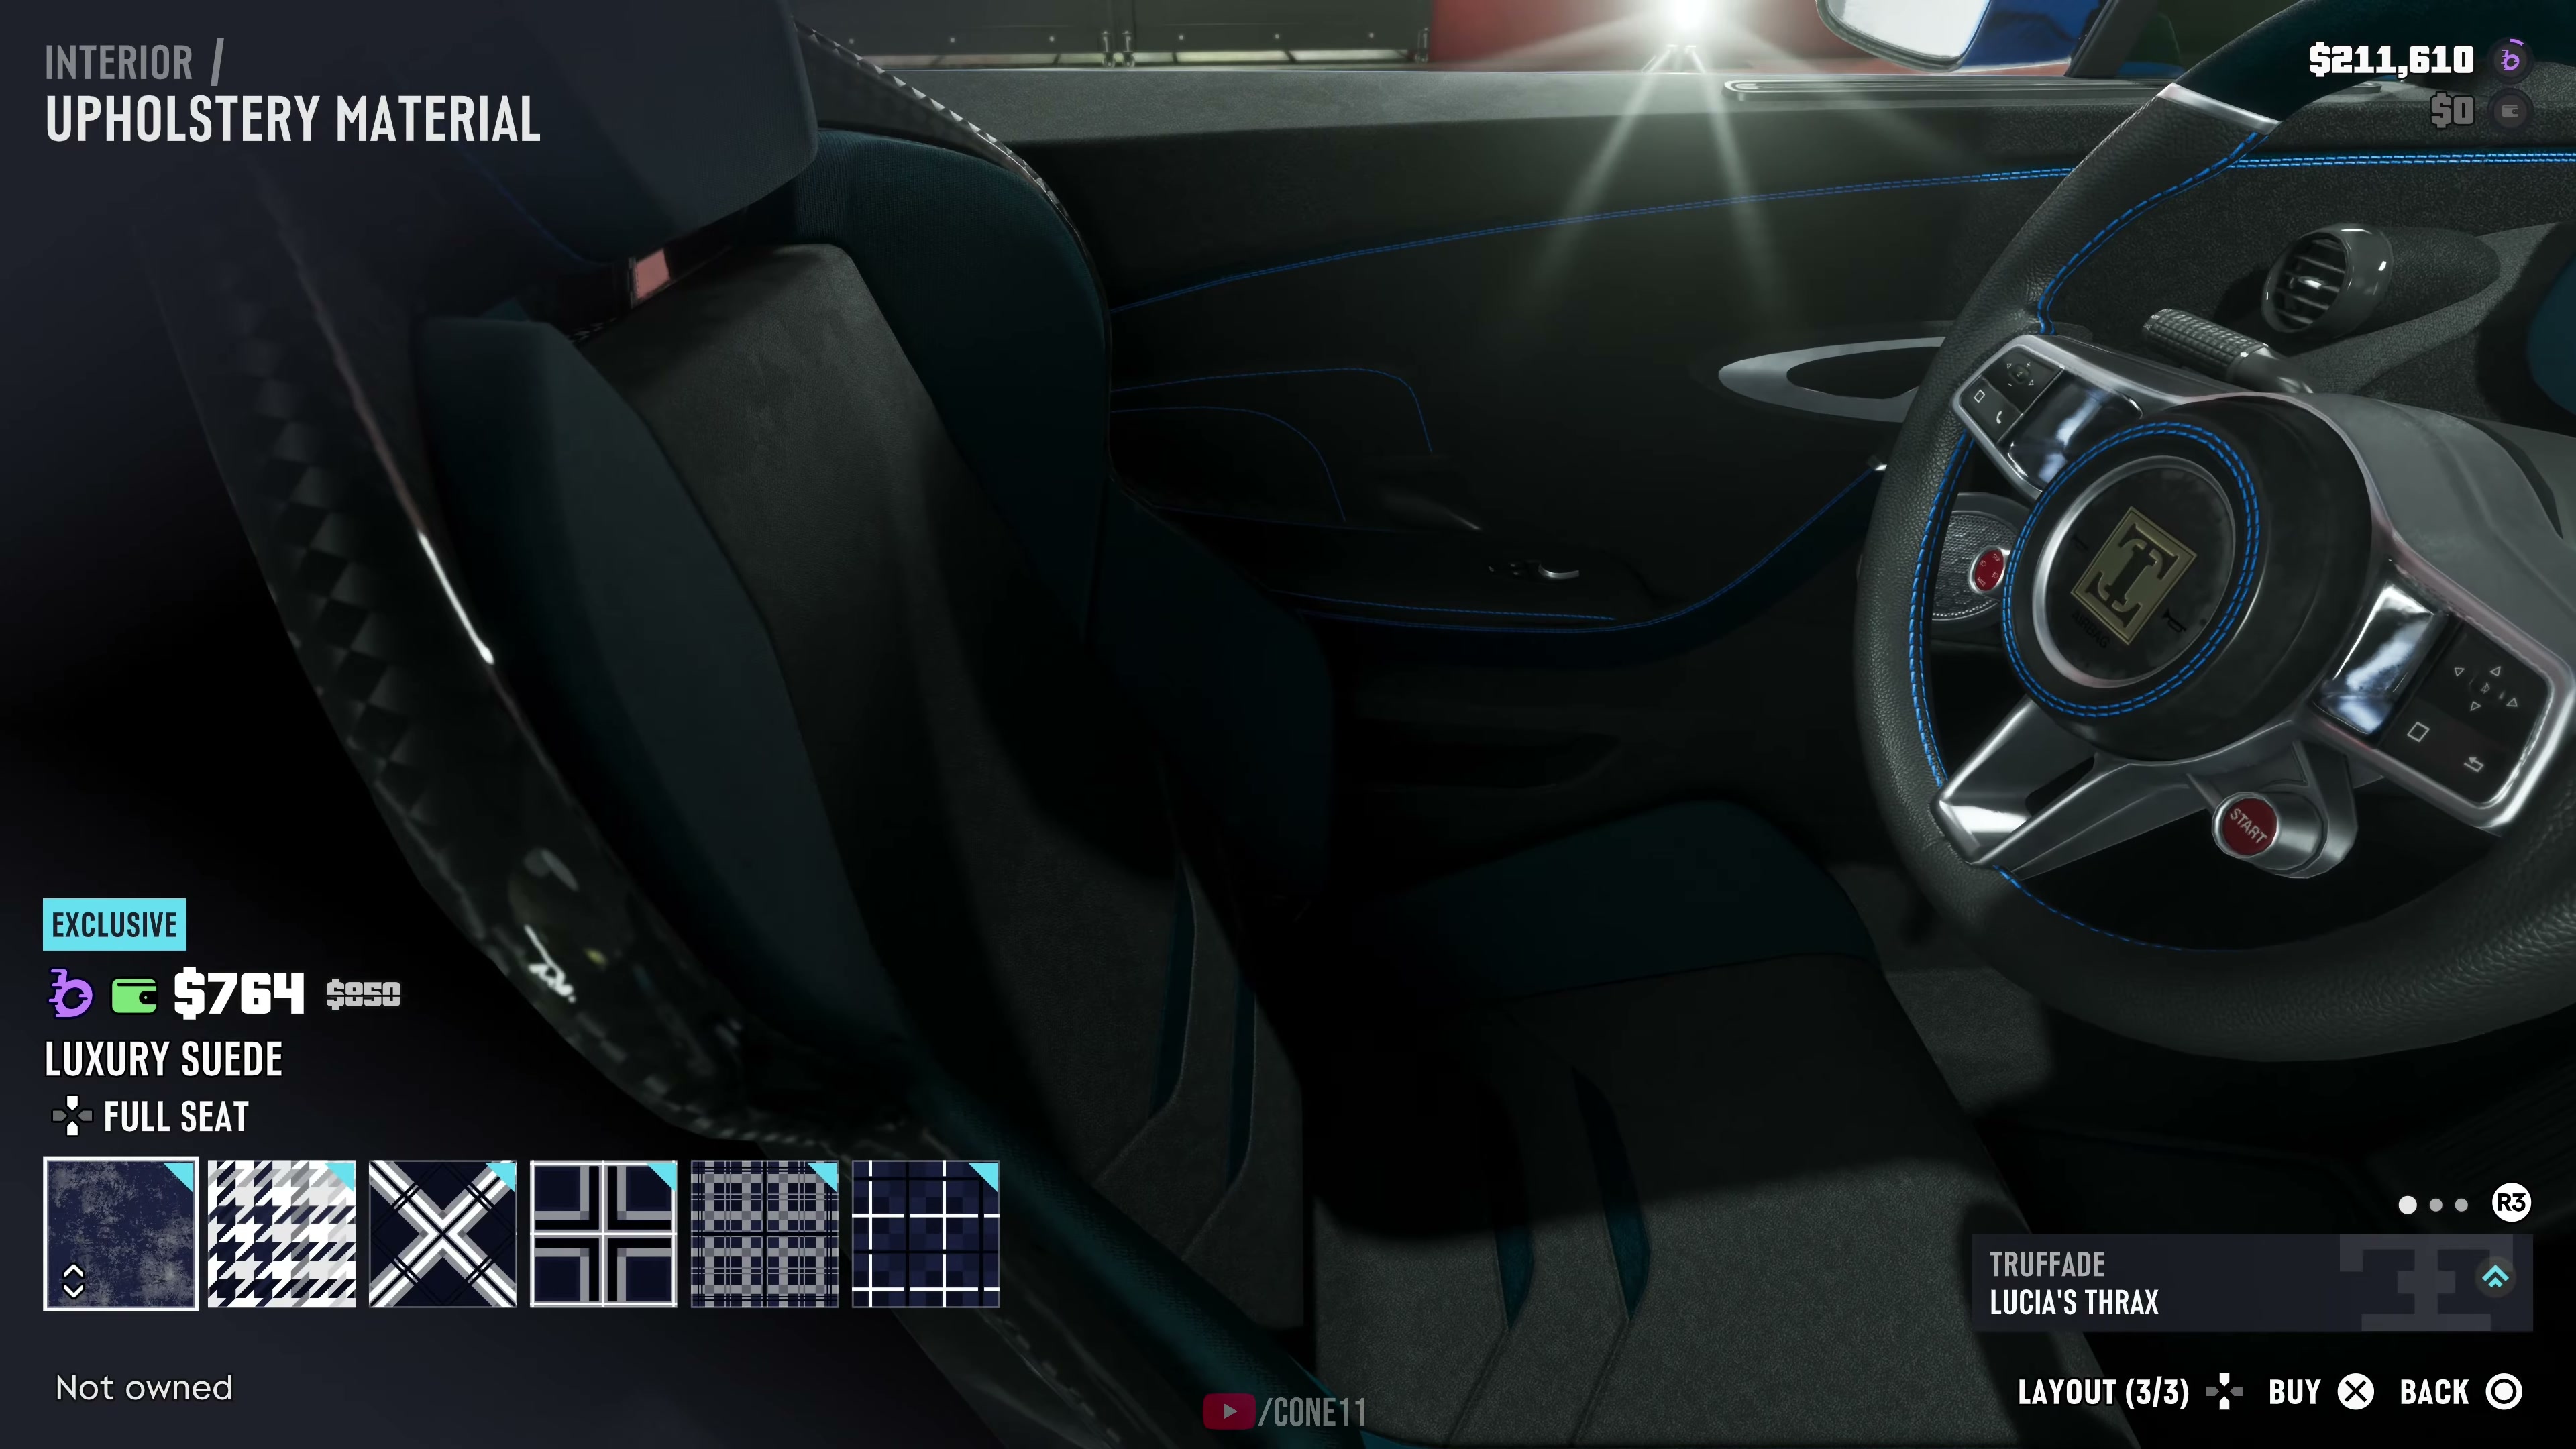 INTERIOR /
UPHOLSTERY MATERIAL
$211,610
$0
START
EXCLUSIVE
$764 $850
LUXURY SUEDE
FULL SEAT
R3
TRUFFADE
LUCIA'S THRAX
Not owned
LAYOUT (3/3) BUY BACK
/CONE11